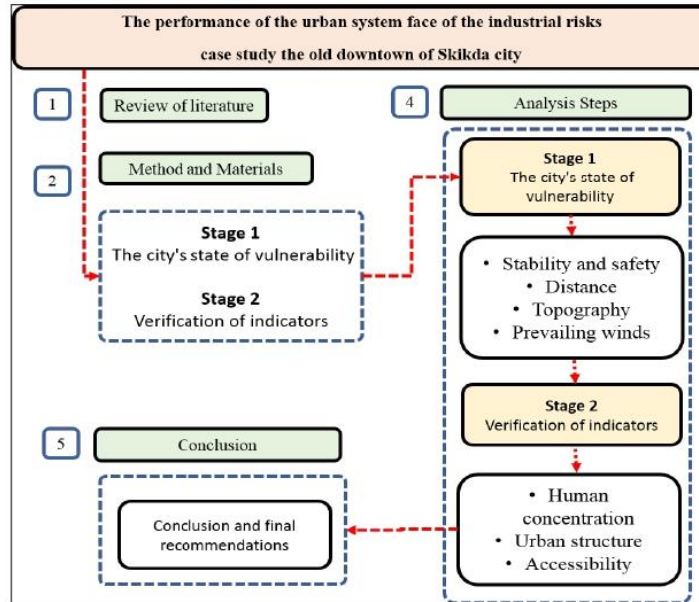 The performance of the urban system face of the industrial risks
case study the old downtown of Skikda city
1
Review of literature
2
Method and Materials
Stage 1
The city's state of vulnerability
Stage 2
Verification of indicators
4
Analysis Steps
Stage 1
The city's state of
vulnerability
• Stability and safety
• Distance
• Topography
• Prevailing winds
Stage 2
Verification of indicators
• Human
concentration
• Urban structure
• Accessibility
5
Conclusion
Conclusion and final
recommendations